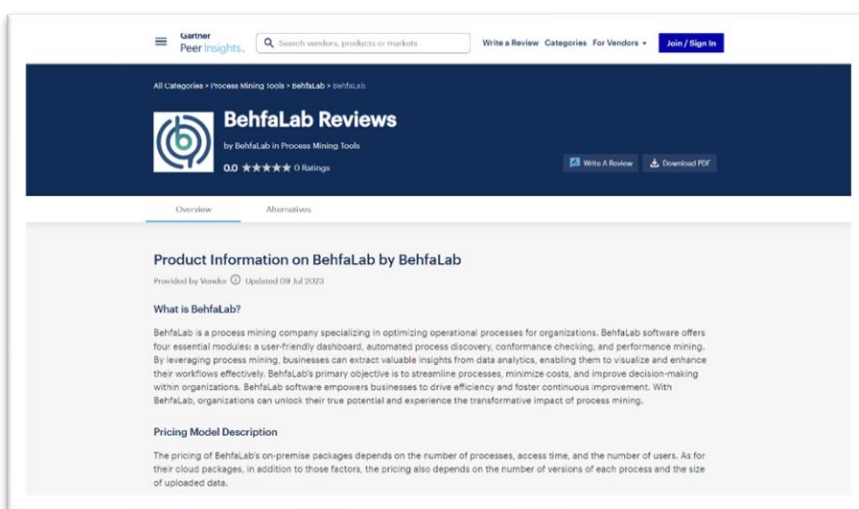 Gartner
Peer Insights.
Search vendors, products or markets
Write a Review Categories For Vendors
Join / Sign In
All Categories > Process Mining Tools > BehfaLab > BehfaLab
BehfaLab Reviews
by BehfaLab in Process Mining Tools
0.0 ★★★★★ 0 Ratings
Write A Review
Download PDF
Overview
Alternatives
Product Information on BehfaLab by BehfaLab
Provided by Vendor Updated 09 Jul 2023
What is BehfaLab?
BehfaLab is a process mining company specializing in optimizing operational processes for organizations. BehfaLab software offers
four essential modules: a user-friendly dashboard, automated process discovery, conformance checking, and performance mining.
By leveraging process mining, businesses can extract valuable insights from data analytics, enabling them to visualize and enhance
their workflows effectively. BehfaLab's primary objective is to streamline processes, minimize costs, and improve decision-making
within organizations. BehfaLab software empowers businesses to drive efficiency and foster continuous improvement. With
BehfaLab, organizations can unlock their true potential and experience the transformative impact of process mining.
Pricing Model Description
The pricing of BehfaLab's on-premise packages depends on the number of processes, access time, and the number of users. As for
their cloud packages, in addition to those factors, the pricing also depends on the number of versions of each process and the size
of uploaded data.